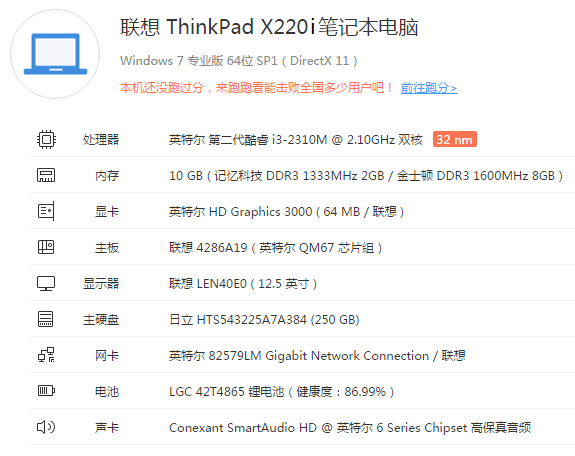 联想 ThinkPad X220i笔记本电脑
Windows 7 专业版 64位 SP1 ( DirectX 11 )
本机还没跑过分，来跑跑看能击败全国多少用户吧！ 前往跑分>
处理器 英特尔 第二代酷睿 i3-2310M @ 2.10GHz 双核 32 nm
内存 10 GB ( 记忆科技 DDR3 1333MHz 2GB / 金士顿 DDR3 1600MHz 8GB )
显卡 英特尔 HD Graphics 3000 ( 64 MB / 联想 )
主板 联想 4286A19 ( 英特尔 QM67 芯片组 )
显示器 联想 LEN40E0 ( 12.5 英寸 )
主硬盘 日立 HTS543225A7A384 (250 GB)
网卡 英特尔 82579LM Gigabit Network Connection / 联想
电池 LGC 42T4865 锂电池 ( 健康度：86.99% )
声卡 Conexant SmartAudio HD @ 英特尔 6 Series Chipset 高保真音频